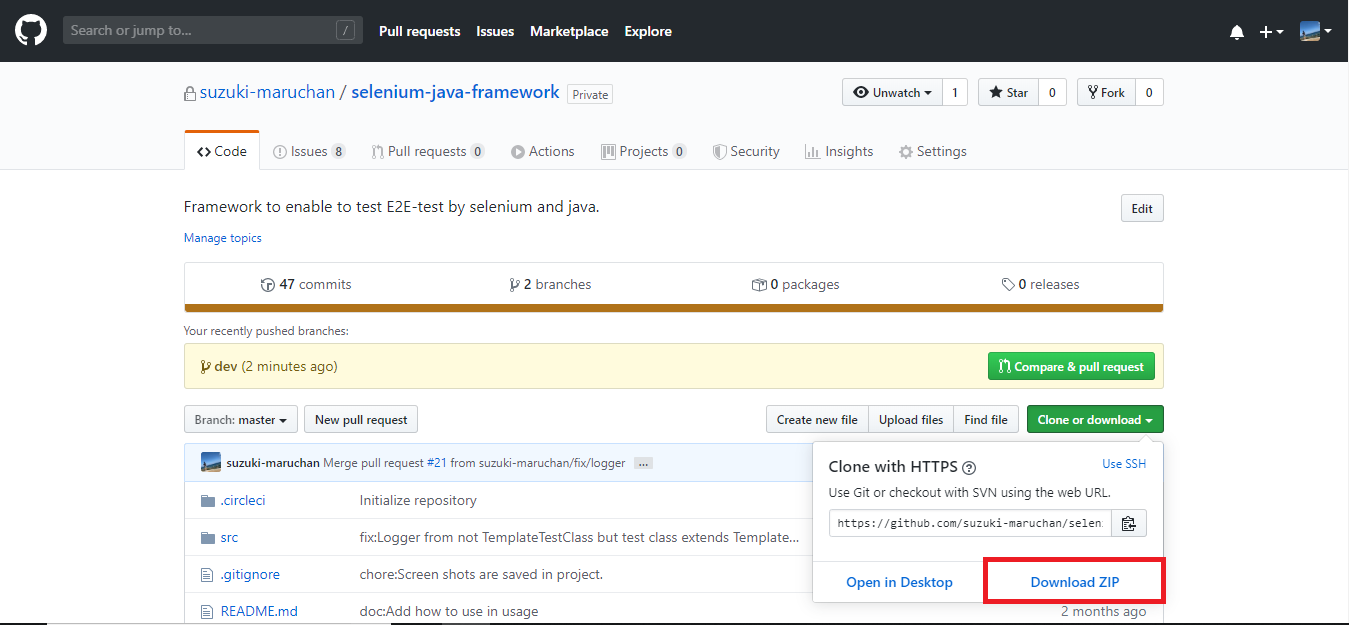 Search or jump to... / Pull requests Issues Marketplace Explore
suzuki-maruchan / selenium-java-framework Private Unwatch 1 Star 0 Fork 0
Code Issues 8 Pull requests 0 Actions Projects 0 Security Insights Settings
Framework to enable to test E2E-test by selenium and java. Edit
Manage topics
47 commits 2 branches 0 packages 0 releases
Your recently pushed branches:
dev (2 minutes ago) Compare & pull request
Branch: master New pull request Create new file Upload files Find file Clone or download
suzuki-maruchan Merge pull request #21 from suzuki-maruchan/fix/logger ...
Clone with HTTPS ? Use SSH
Use Git or checkout with SVN using the web URL.
https://github.com/suzuki-maruchan/selen
Open in Desktop Download ZIP
.circleci Initialize repository
src fix:Logger from not TemplateTestClass but test class extends Template...
.gitignore chore:Screen shots are saved in project.
README.md doc:Add how to use in usage 2 months ago